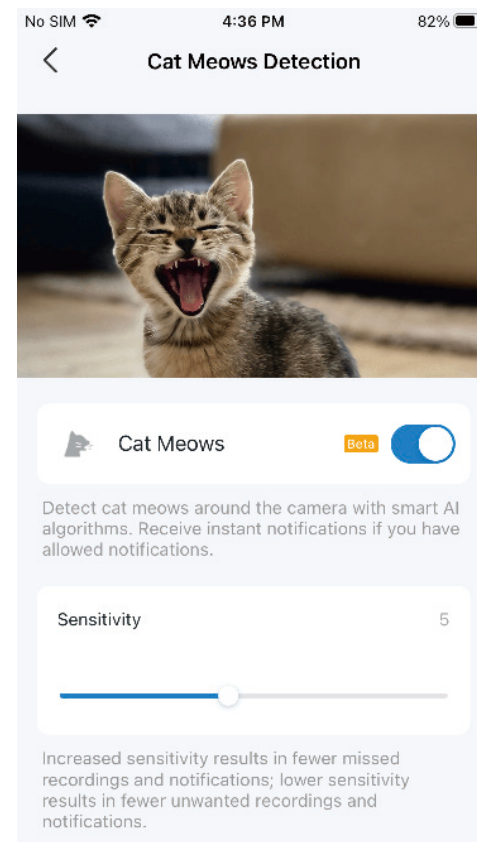 No SIM 4:36 PM 82%
Cat Meows Detection
Cat Meows Beta
Detect cat meows around the camera with smart AI
algorithms. Receive instant notifications if you have
allowed notifications.
Sensitivity 5
Increased sensitivity results in fewer missed
recordings and notifications; lower sensitivity
results in fewer unwanted recordings and
notifications.